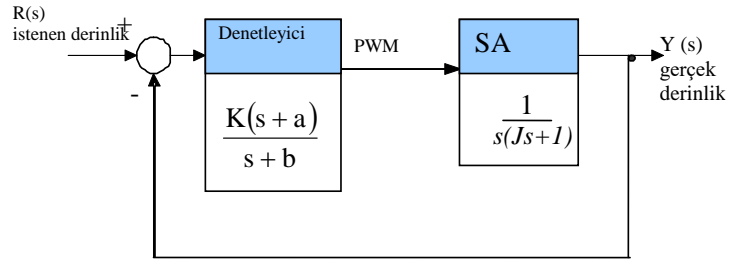 R(s)
istenen derinlik
+
-
Denetleyici
K(s + a)
s + b
PWM
SA
1
s(Js+1)
Y (s)
gerçek
derinlik